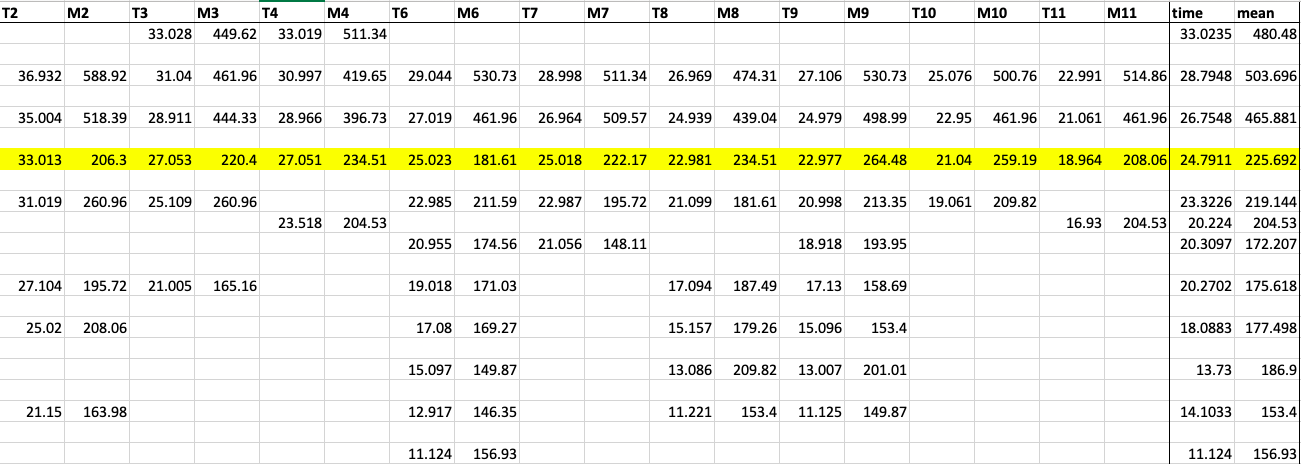 T2 M2 T3 M3 T4 M4 T6 M6 T7 M7 T8 M8 T9 M9 T10 M10 T11 M11 time mean
33.028 449.62 33.019 511.34 33.0235 480.48
36.932 588.92 31.04 461.96 30.997 419.65 29.044 530.73 28.998 511.34 26.969 474.31 27.106 530.73 25.076 500.76 22.991 514.86 28.7948 503.696
35.004 518.39 28.911 444.33 28.966 396.73 27.019 461.96 26.964 509.57 24.939 439.04 24.979 498.99 22.95 461.96 21.061 461.96 26.7548 465.881
33.013 206.3 27.053 220.4 27.051 234.51 25.023 181.61 25.018 222.17 22.981 234.51 22.977 264.48 21.04 259.19 18.964 208.06 24.7911 225.692
31.019 260.96 25.109 260.96 22.985 211.59 22.987 195.72 21.099 181.61 20.998 213.35 19.061 209.82 23.3226 219.144
23.518 204.53 16.93 204.53 20.224 204.53
20.955 174.56 21.056 148.11 18.918 193.95 20.3097 172.207
27.104 195.72 21.005 165.16 19.018 171.03 17.094 187.49 17.13 158.69 20.2702 175.618
25.02 208.06 17.08 169.27 15.157 179.26 15.096 153.4 18.0883 177.498
15.097 149.87 13.086 209.82 13.007 201.01 13.73 186.9
21.15 163.98 12.917 146.35 11.221 153.4 11.125 149.87 14.1033 153.4
11.124 156.93 11.124 156.93